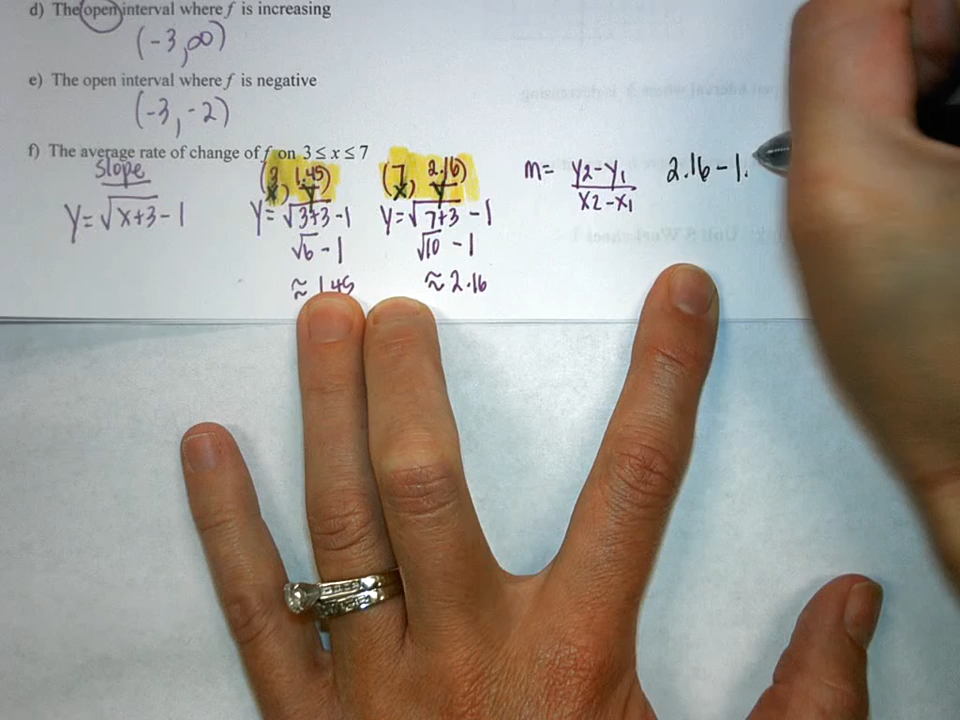 d) The open interval where f is increasing
(-3, ∞)
e) The open interval where f is negative
(-3, -2)
f) The average rate of change of f on 3 ≤ x ≤ 7
slope
y = √x+3 - 1
(3, 1.45)
x, y
y = √3+3 - 1
√6 - 1
≈ 1.45
(7, 2.16)
x, y
y = √7+3 - 1
√10 - 1
≈ 2.16
m = y2 - y1
x2 - x1
2.16 - 1.